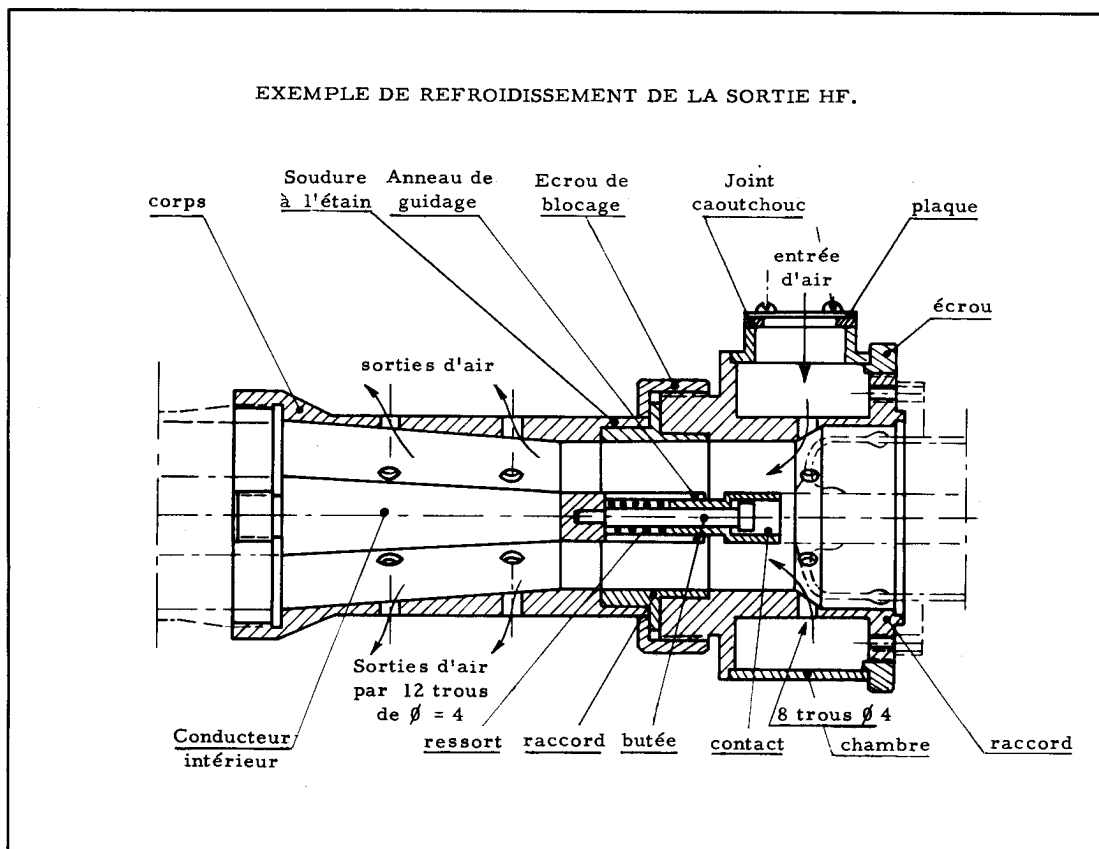 EXEMPLE DE REFROIDISSEMENT DE LA SORTIE HF.
corps
Soudure
à l'étain
Anneau de
guidage
Ecrou de
blocage
Joint
caoutchouc
plaque
entrée
d'air
écrou
sorties d'air
Sorties d'air
par 12 trous
de Ø = 4
Conducteur
intérieur
ressort
raccord
butée
contact
8 trous Ø 4
chambre
raccord